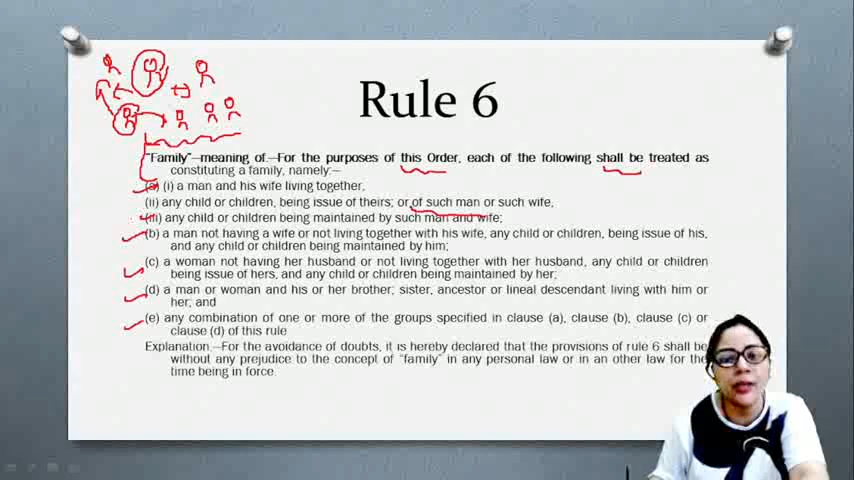 Rule 6
"Family"—meaning of.—For the purposes of this Order, each of the following shall be treated as
constituting a family, namely:—
(a) (i) a man and his wife living together,
(ii) any child or children, being issue of theirs; or of such man or such wife,
(iii) any child or children being maintained by such man and wife;
(b) a man not having a wife or not living together with his wife, any child or children, being issue of his,
and any child or children being maintained by him;
(c) a woman not having her husband or not living together with her husband, any child or children
being issue of hers, and any child or children being maintained by her;
(d) a man or woman and his or her brother; sister, ancestor or lineal descendant living with him or
her; and
(e) any combination of one or more of the groups specified in clause (a), clause (b), clause (c) or
clause (d) of this rule
Explanation.—For the avoidance of doubts, it is hereby declared that the provisions of rule 6 shall be
without any prejudice to the concept of "family" in any personal law or in an other law for the
time being in force.